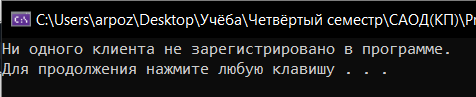 C:\Users\arpoz\Desktop\Учёба\Четвёртый семестр\САОД(КП)\Pr
Ни одного клиента не зарегистрировано в программе.
Для продолжения нажмите любую клавишу . . .